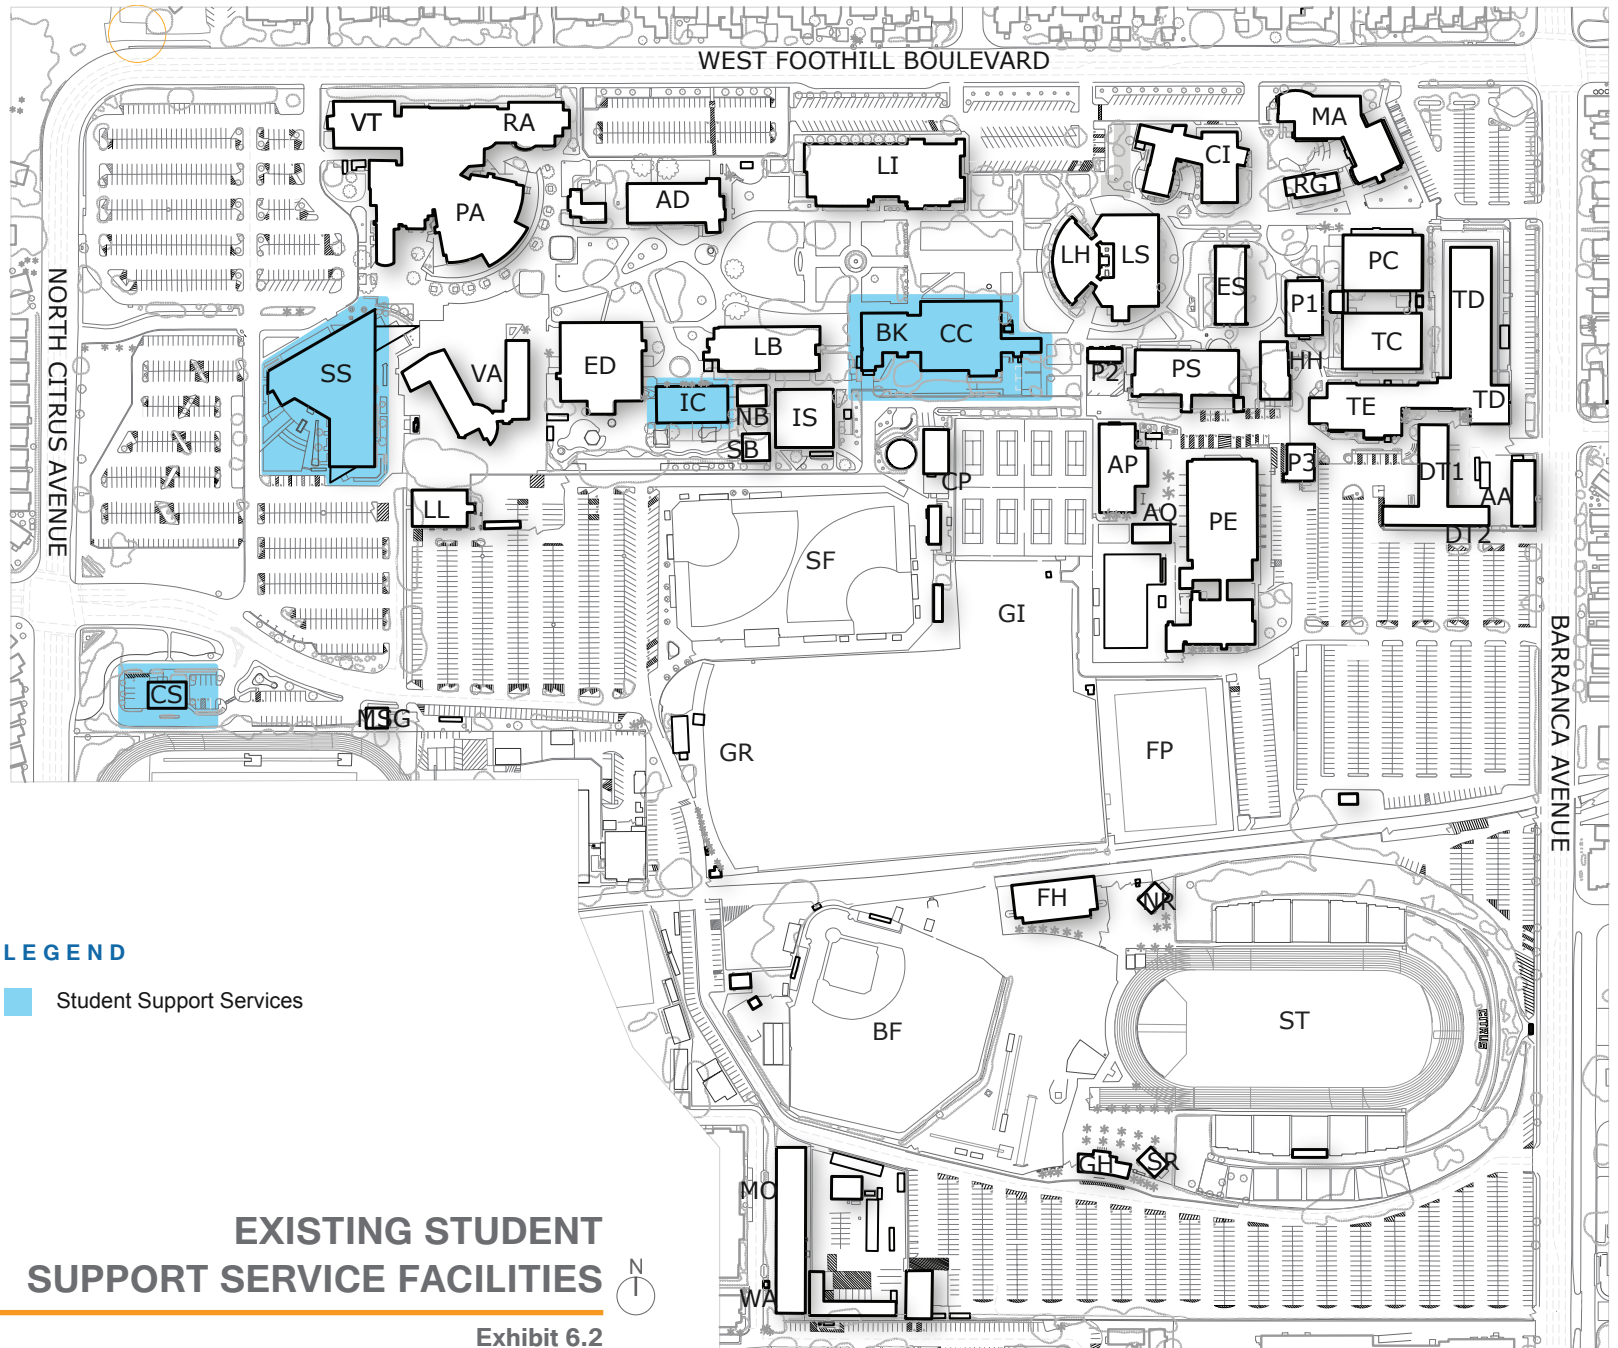 WEST FOOTHILL BOULEVARD
VT
RA
MA
CI
LI
RG
AD
PA
LH
LS
PC
ES
TD
P1
NORTH CITRUS AVENUE
BK
CC
TC
LB
HH
SS
VA
ED
P2
PS
IC
NB
IS
TE
TD
SB
AP
P3
DT1
CP
AA
LL
AO
PE
DT2
SF
GI
BARRANCA AVENUE
CS
MSG
GR
FP
FH
NR
LEGEND
Student Support Services
BF
ST
CITRUS
GH
SR
MO
EXISTING STUDENT
SUPPORT SERVICE FACILITIES
N
WA
Exhibit 6.2